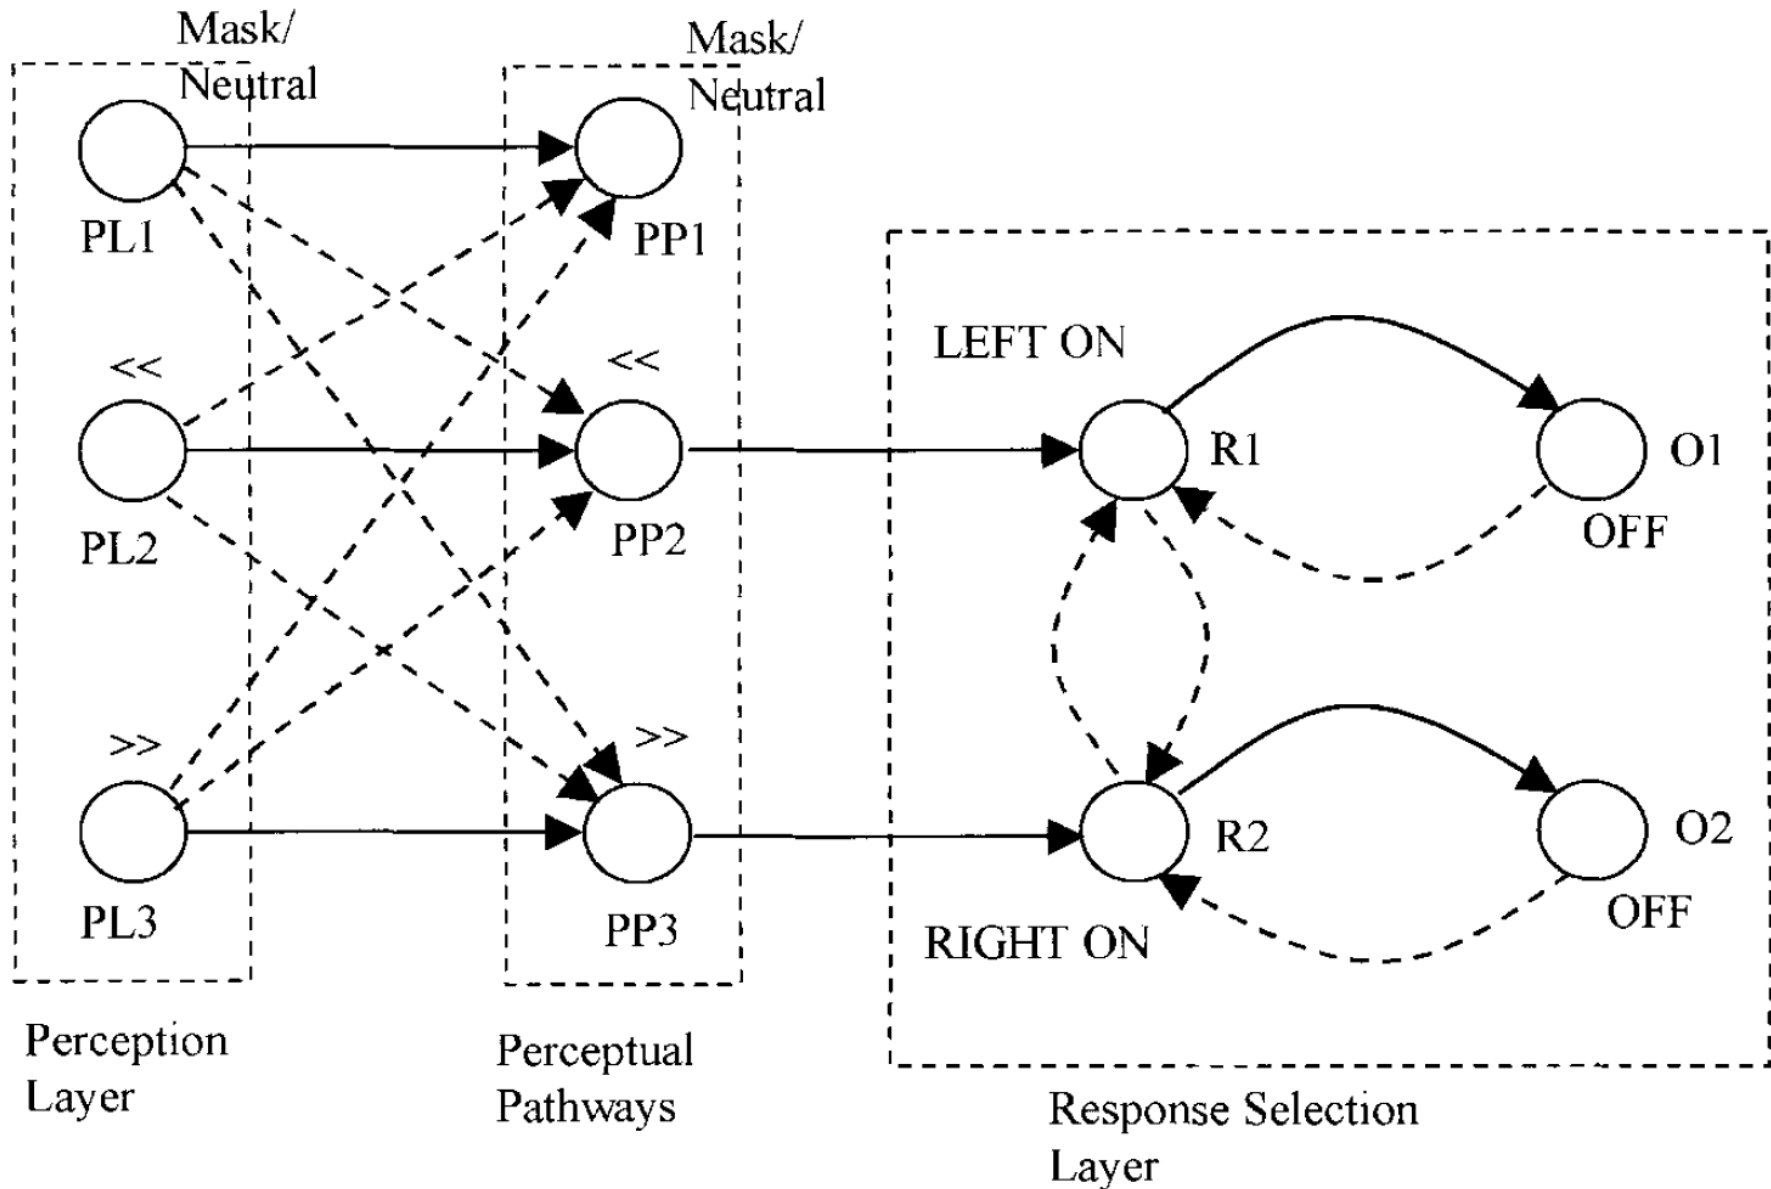 Mask/
Neutral
Mask/
Neutral
PL1
PP1
<<
<<
LEFT ON
R1
O1
PL2
PP2
OFF
>>
>>
R2
O2
PL3
PP3
RIGHT ON
OFF
Perception
Layer
Perceptual
Pathways
Response Selection
Layer